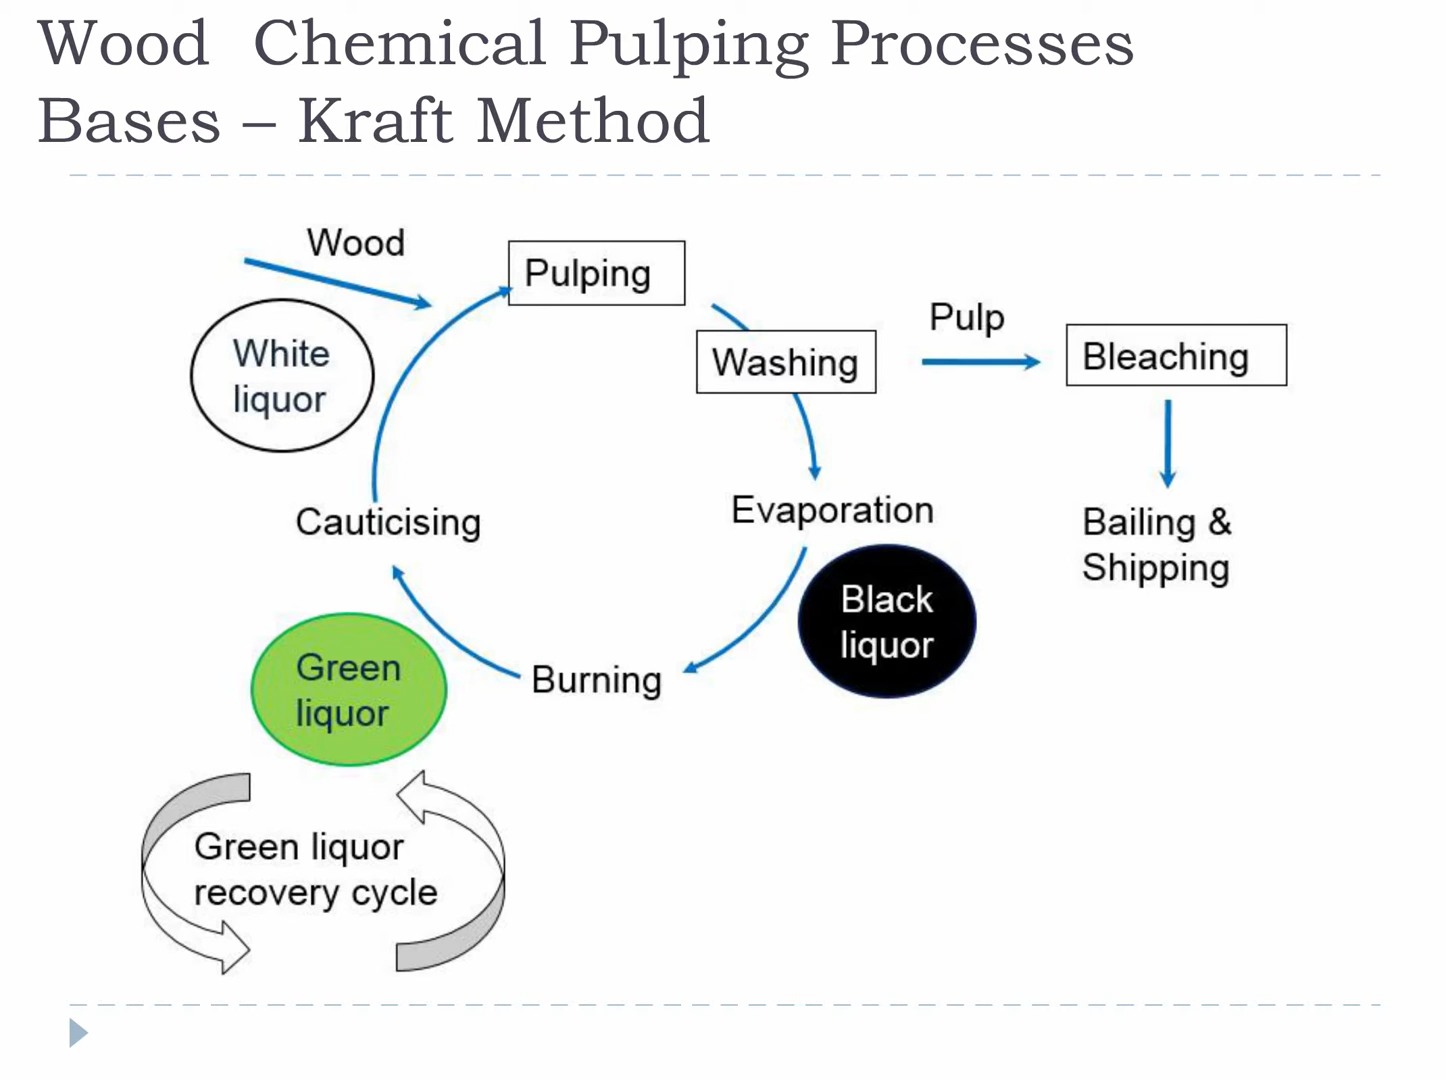 Wood  Chemical Pulping Processes
Bases – Kraft Method
Wood
Pulping
White
liquor
Washing
Pulp
Bleaching
Cauticising
Evaporation
Bailing &
Shipping
Black
liquor
Green
liquor
Burning
Green liquor
recovery cycle